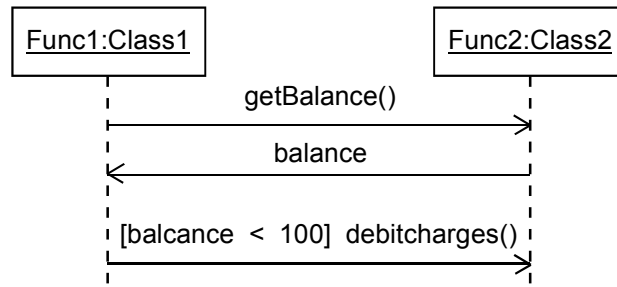 Func1:Class1
Func2:Class2
getBalance()
balance
[balcance < 100] debitcharges()